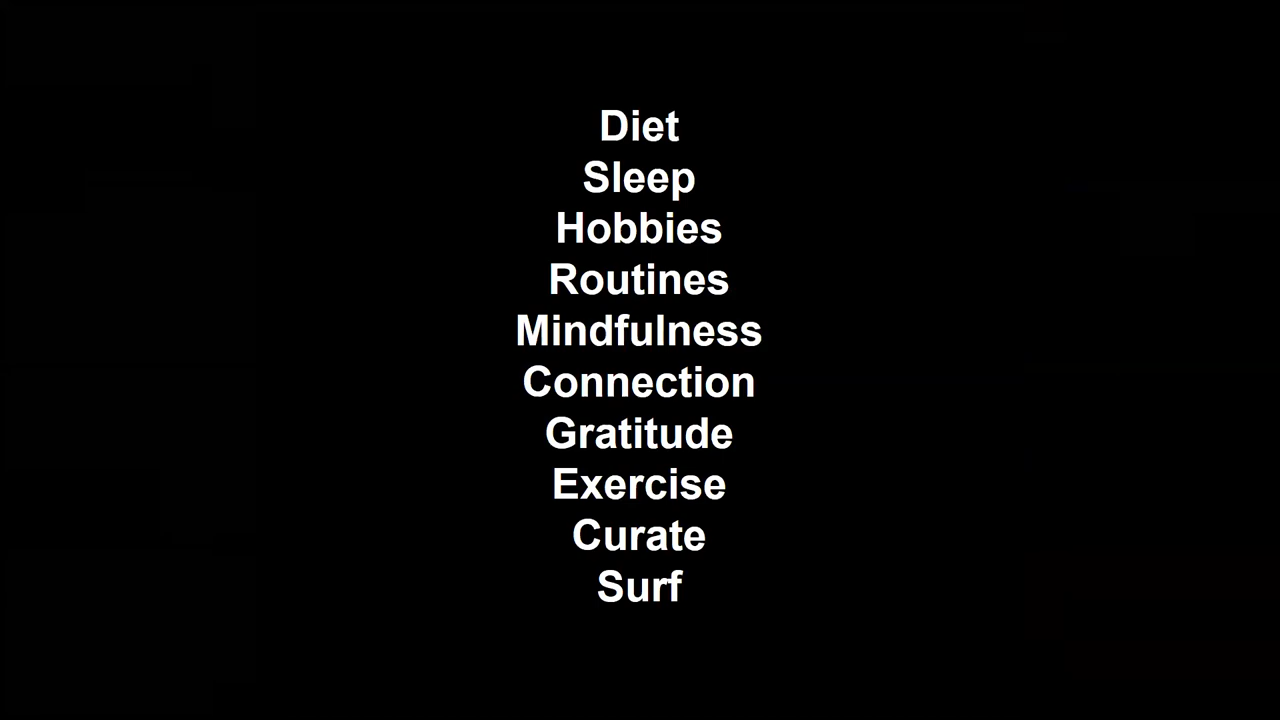 Diet
Sleep
Hobbies
Routines
Mindfulness
Connection
Gratitude
Exercise
Curate
Surf